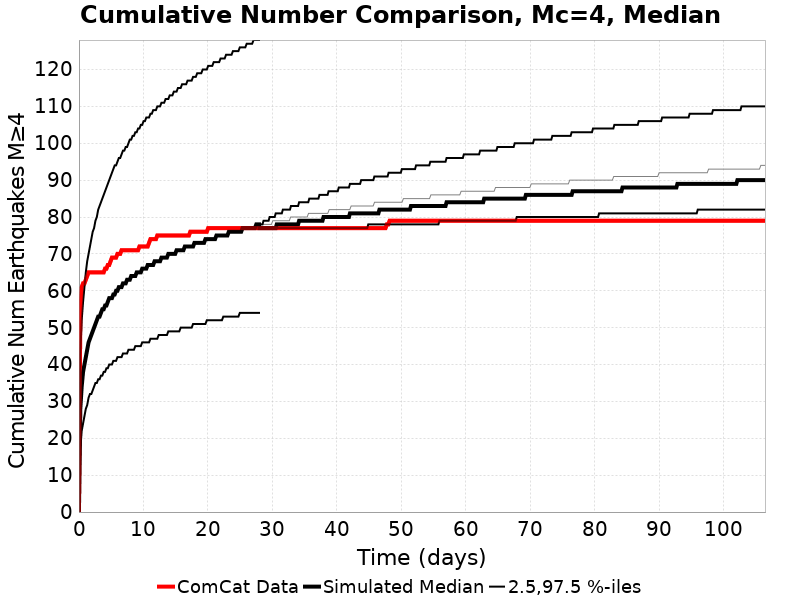 Cumulative Number Comparison, Mc=4, Median
Cumulative Num Earthquakes M≥4
120
110
100
90
80
70
60
50
40
30
20
10
0
0 10 20 30 40 50 60 70 80 90 100
Time (days)
ComCat Data Simulated Median 2.5,97.5 %-iles